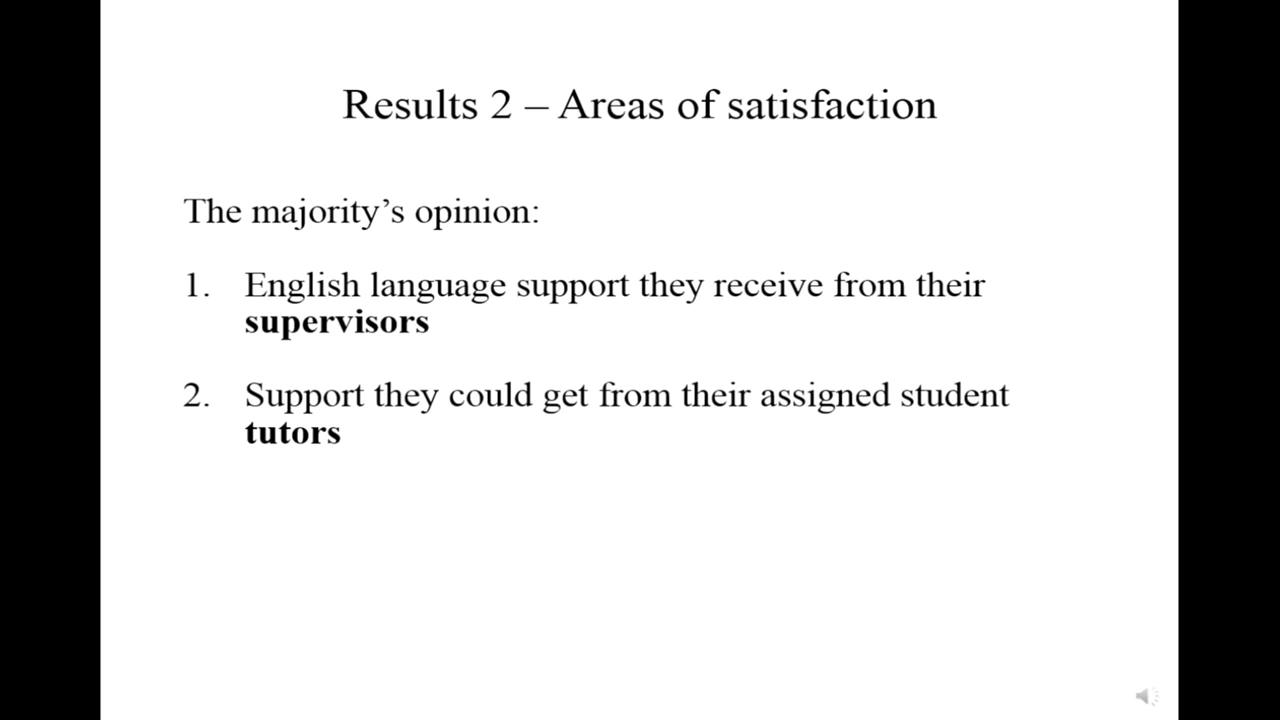 Results 2 – Areas of satisfaction
The majority’s opinion:
1. English language support they receive from their
supervisors
2. Support they could get from their assigned student
tutors